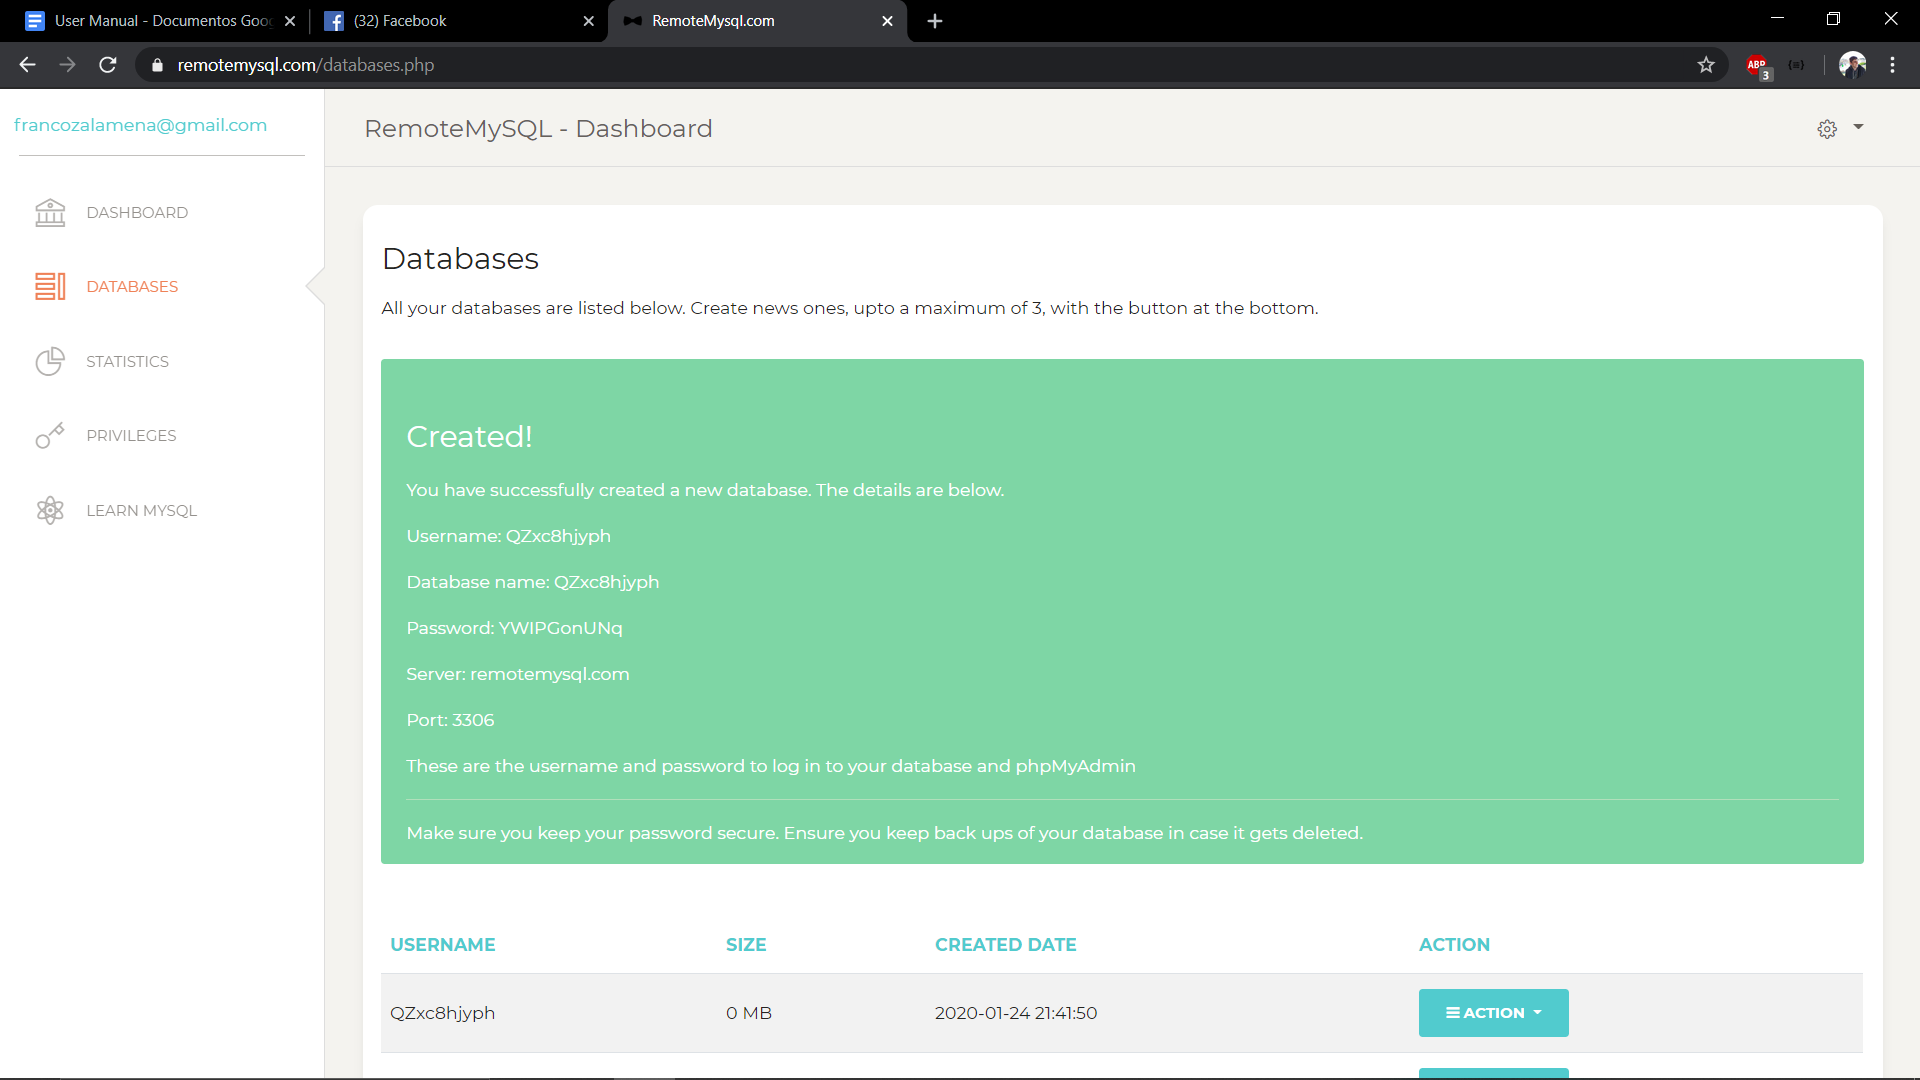 User Manual - Documentos Goo
(32) Facebook
RemoteMysql.com
remotemysql.com/databases.php
ABP
3
francozalamena@gmail.com
RemoteMySQL - Dashboard
DASHBOARD
DATABASES
STATISTICS
PRIVILEGES
LEARN MYSQL
Databases
All your databases are listed below. Create news ones, upto a maximum of 3, with the button at the bottom.
Created!
You have successfully created a new database. The details are below.
Username: QZxc8hjyph
Database name: QZxc8hjyph
Password: YWIPGonUNq
Server: remotemysql.com
Port: 3306
These are the username and password to log in to your database and phpMyAdmin
Make sure you keep your password secure. Ensure you keep back ups of your database in case it gets deleted.
USERNAME SIZE CREATED DATE ACTION
QZxc8hjyph 0 MB 2020-01-24 21:41:50 ACTION